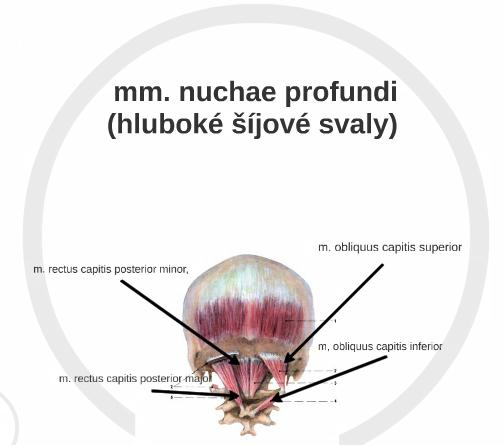 mm. nuchae profundi
(hluboké šíjové svaly)
m. obliquus capitis superior
m. rectus capitis posterior minor,
m, obliquus capitis inferior
m. rectus capitis posterior major